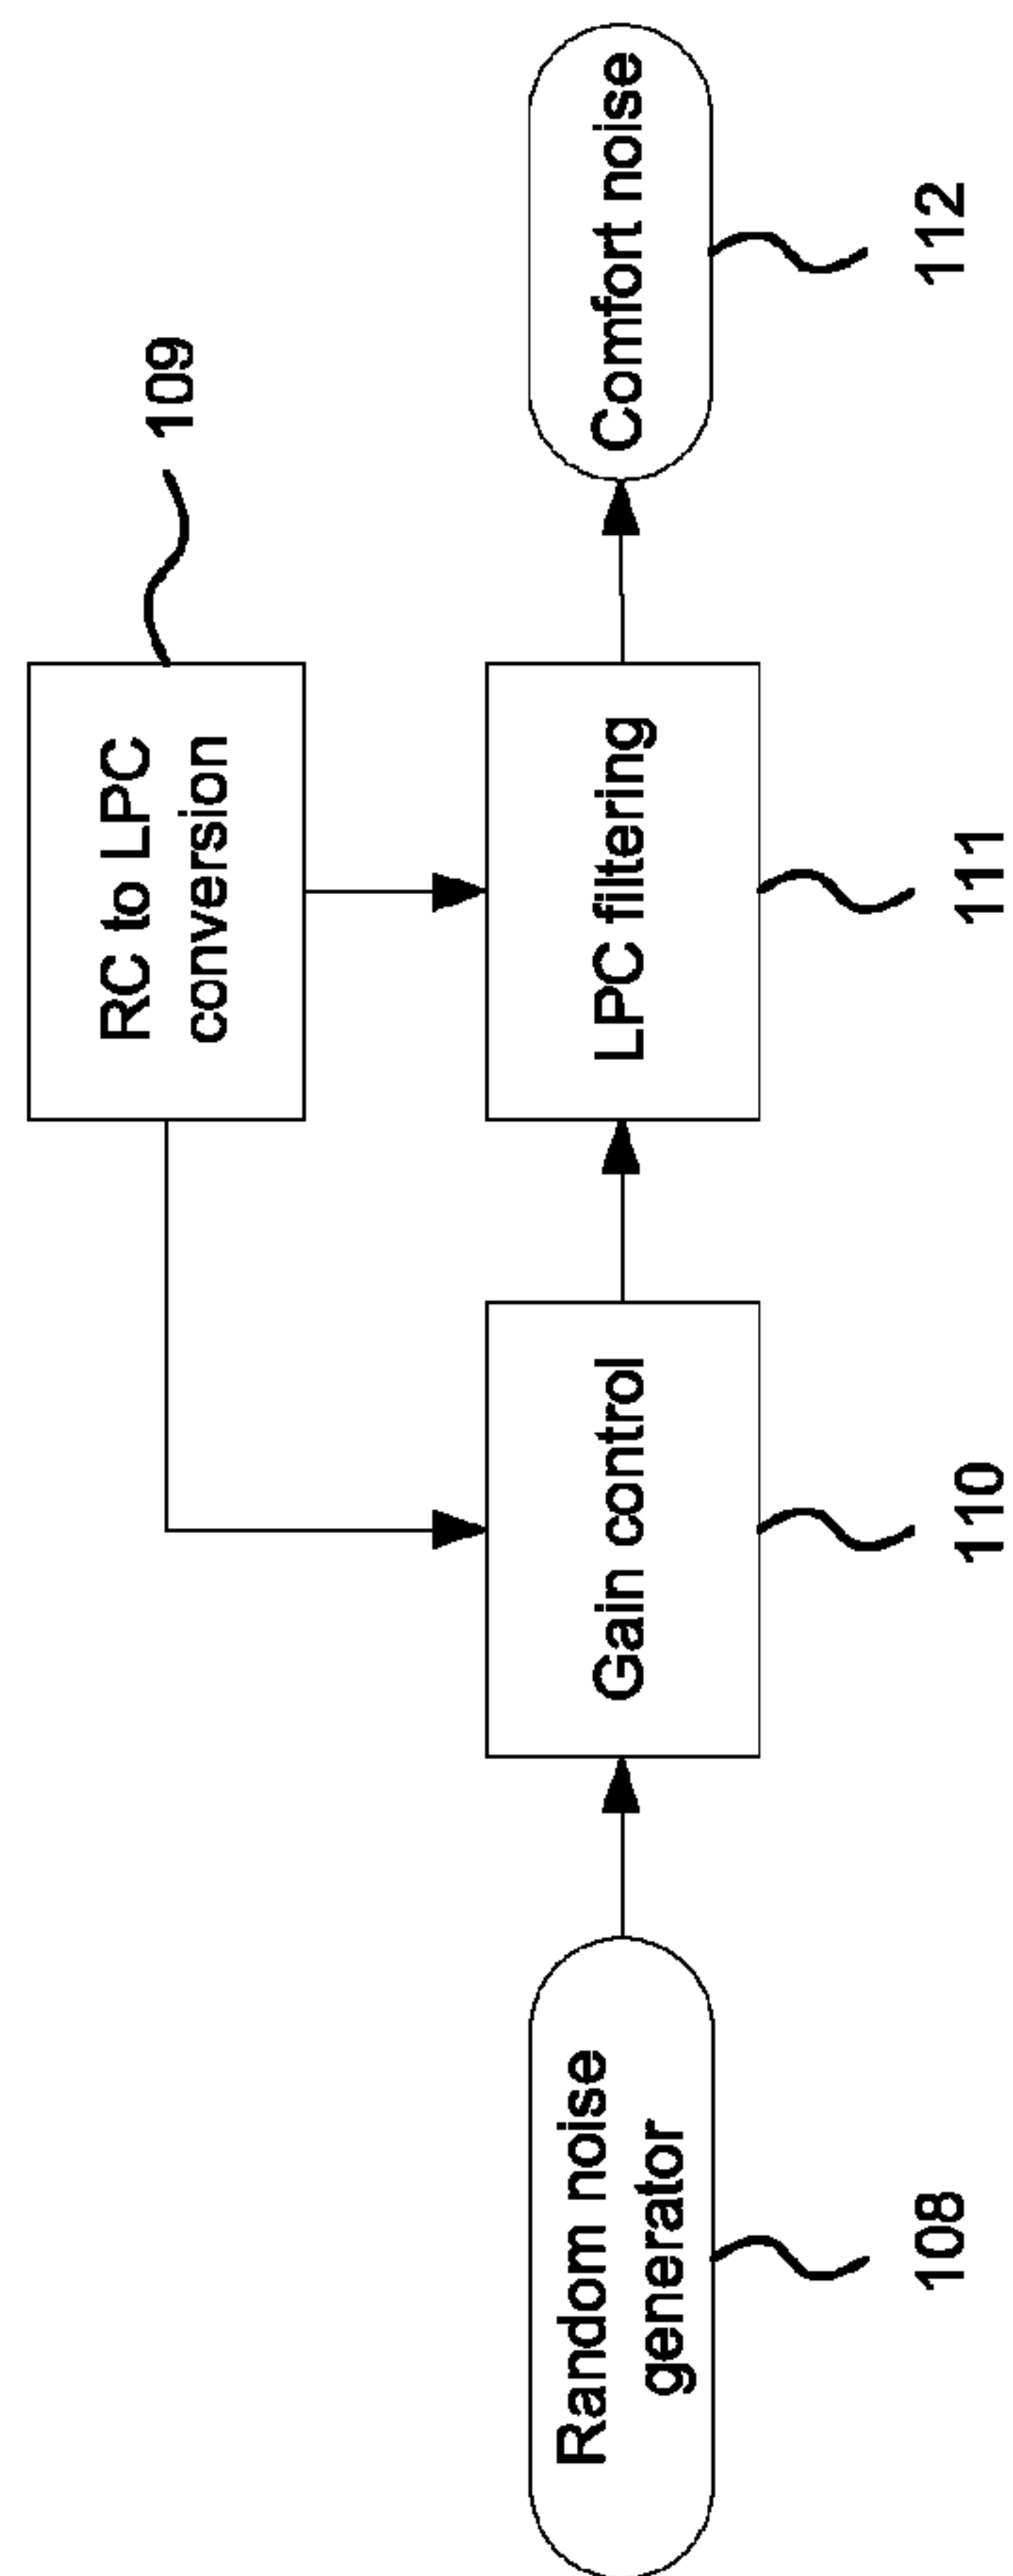 RC to LPC
conversion
109
Random noise
generator
Gain control
LPC filtering
Comfort noise
108
110
111
112